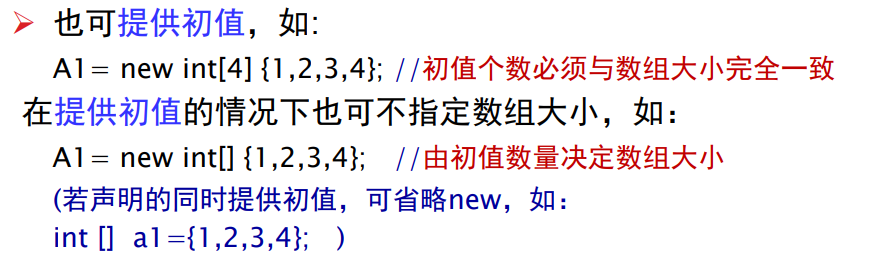 ➢ 也可提供初值，如:
A1= new int[4] {1,2,3,4}; //初值个数必须与数组大小完全一致
在提供初值的情况下也可不指定数组大小，如：
A1= new int[] {1,2,3,4}; //由初值数量决定数组大小
(若声明的同时提供初值，可省略new，如：
int [] a1={1,2,3,4}; )